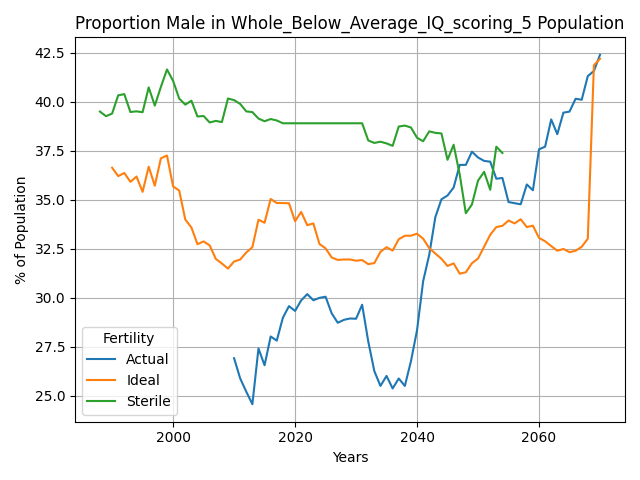 Proportion Male in Whole_Below_Average_IQ_scoring_5 Population
% of Population
42.5
40.0
37.5
35.0
32.5
30.0
27.5
25.0
Fertility
Actual
Ideal
Sterile
2000
2020
2040
2060
Years